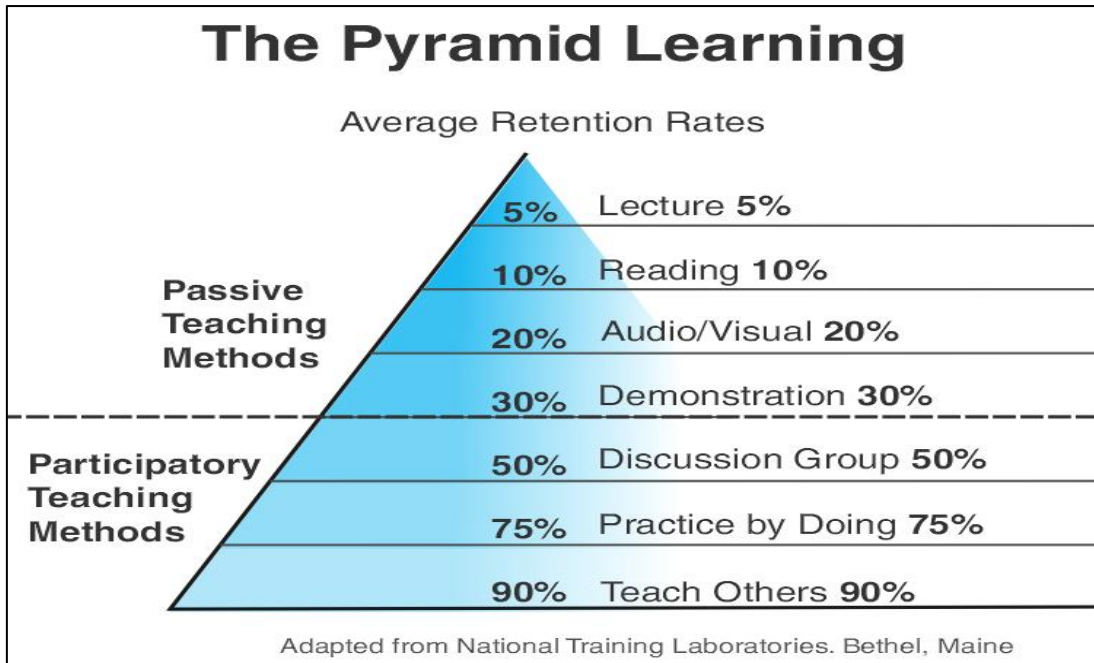 The Pyramid Learning
Average Retention Rates
5% Lecture 5%
10% Reading 10%
Passive
Teaching
Methods
20% Audio/Visual 20%
30% Demonstration 30%
Participatory
Teaching
Methods
50% Discussion Group 50%
75% Practice by Doing 75%
90% Teach Others 90%
Adapted from National Training Laboratories. Bethel, Maine